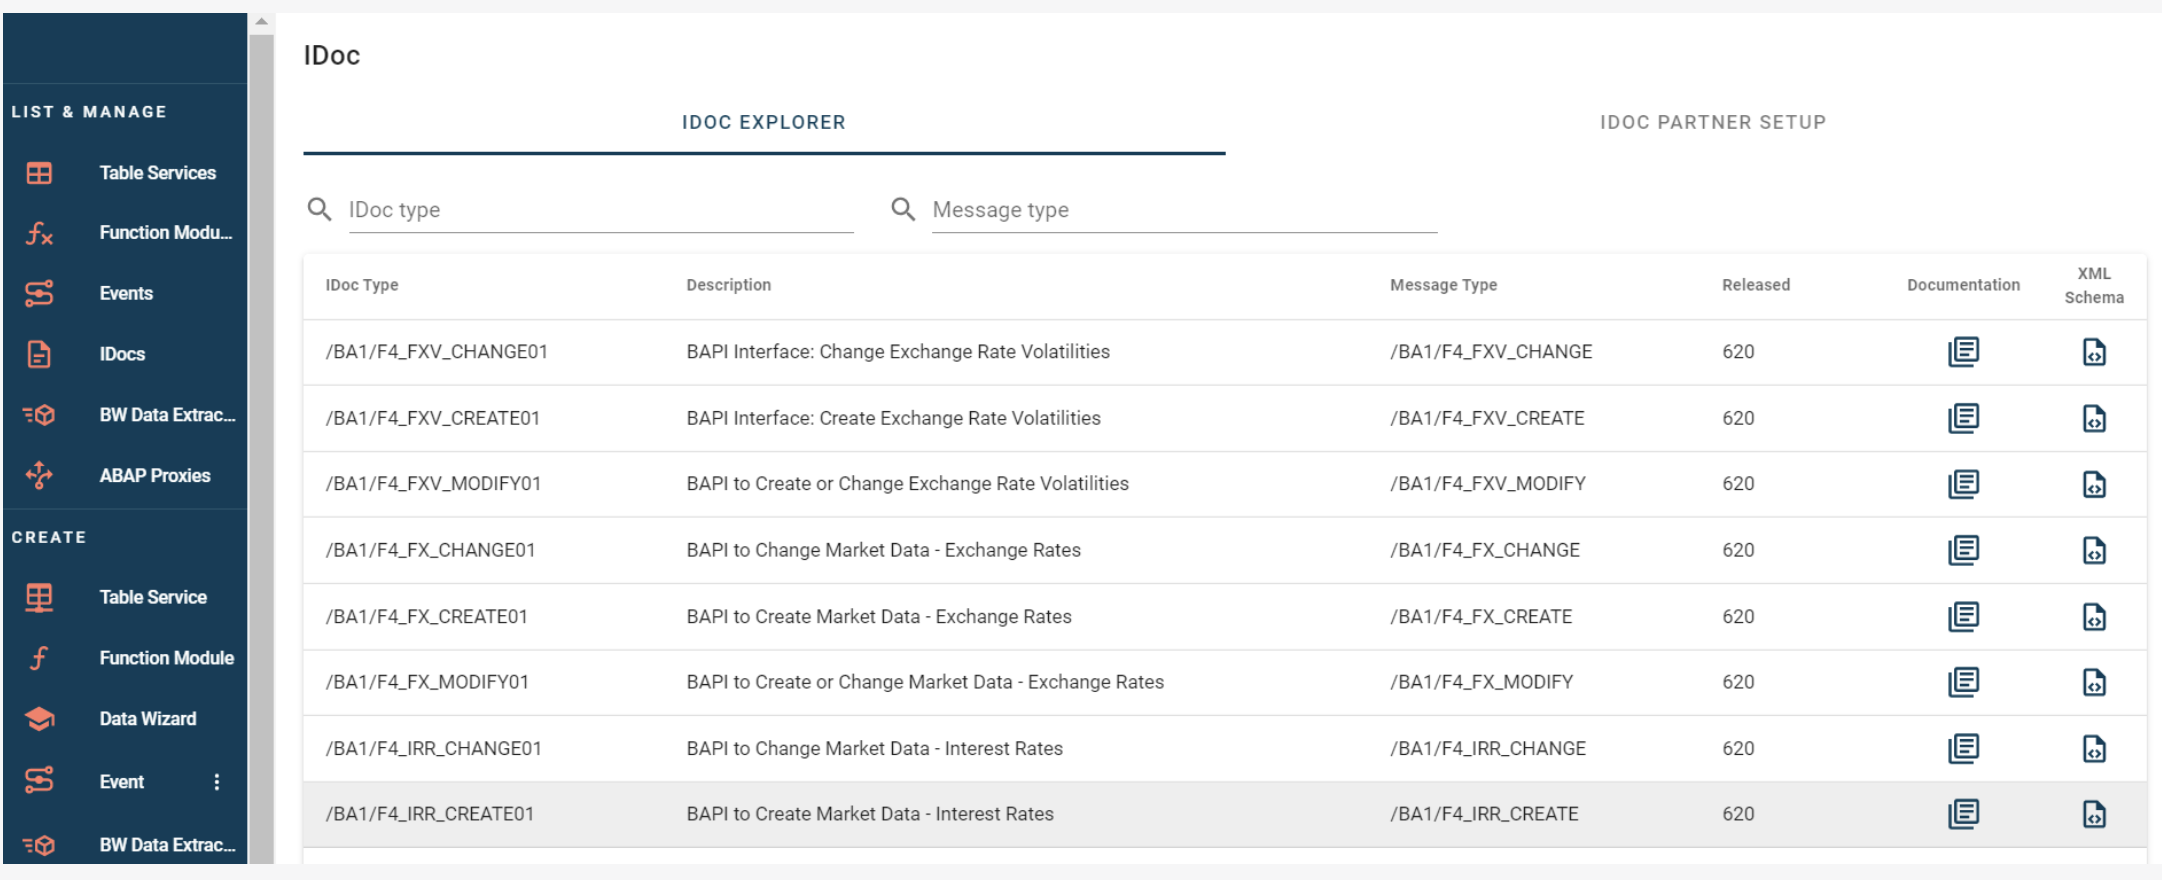 IDoc
LIST & MANAGE
Table Services
Function Modu...
Events
IDocs
BW Data Extrac...
ABAP Proxies
CREATE
Table Service
Function Module
Data Wizard
Event
BW Data Extrac...
IDOC EXPLORER
IDOC PARTNER SETUP
IDoc type
Message type
IDoc Type Description Message Type Released Documentation XML Schema
/BA1/F4_FXV_CHANGE01 BAPI Interface: Change Exchange Rate Volatilities /BA1/F4_FXV_CHANGE 620
/BA1/F4_FXV_CREATE01 BAPI Interface: Create Exchange Rate Volatilities /BA1/F4_FXV_CREATE 620
/BA1/F4_FXV_MODIFY01 BAPI to Create or Change Exchange Rate Volatilities /BA1/F4_FXV_MODIFY 620
/BA1/F4_FX_CHANGE01 BAPI to Change Market Data - Exchange Rates /BA1/F4_FX_CHANGE 620
/BA1/F4_FX_CREATE01 BAPI to Create Market Data - Exchange Rates /BA1/F4_FX_CREATE 620
/BA1/F4_FX_MODIFY01 BAPI to Create or Change Market Data - Exchange Rates /BA1/F4_FX_MODIFY 620
/BA1/F4_IRR_CHANGE01 BAPI to Change Market Data - Interest Rates /BA1/F4_IRR_CHANGE 620
/BA1/F4_IRR_CREATE01 BAPI to Create Market Data - Interest Rates /BA1/F4_IRR_CREATE 620